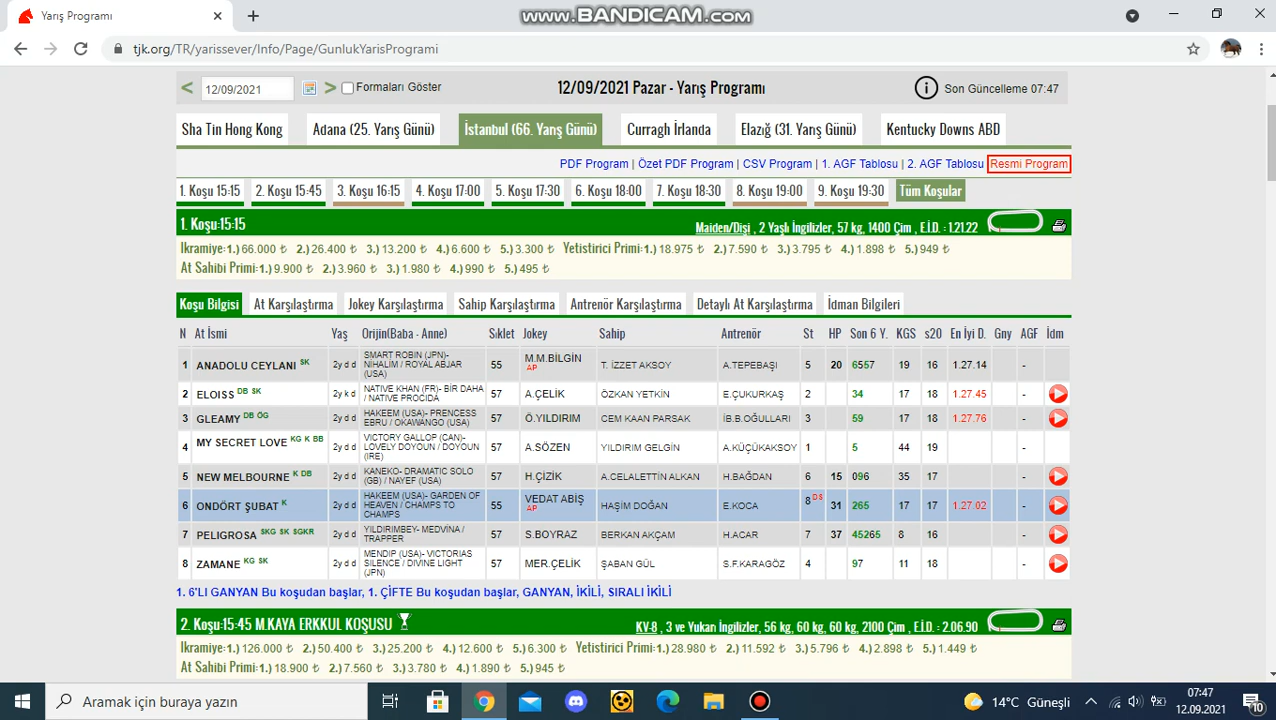 www.BANDICAM.com
Yarış Programı
tjk.org/TR/yarissever/Info/Page/GunlukYarisProgrami
12/09/2021 Formaları Göster 12/09/2021 Pazar - Yarış Programı Son Güncelleme 07:47
Sha Tin Hong Kong Adana (25. Yarış Günü) İstanbul (66. Yarış Günü) Curragh İrlanda Elazığ (31. Yarış Günü) Kentucky Downs ABD
PDF Program | Özet PDF Program | CSV Program | 1. AGF Tablosu | 2. AGF Tablosu Resmi Program
1. Koşu 15:15 2. Koşu 15:45 3. Koşu 16:15 4. Koşu 17:00 5. Koşu 17:30 6. Koşu 18:00 7. Koşu 18:30 8. Koşu 19:00 9. Koşu 19:30 Tüm Koşular
1. Koşu:15:15 Maiden/Dişi , 2 Yaşlı İngilizler, 57 kg, 1400 Çim , E.İ.D. : 1.21.22
Ikramiye:1.) 66.000 ₺ 2.) 26.400 ₺ 3.) 13.200 ₺ 4.) 6.600 ₺ 5.) 3.300 ₺ Yetistirici Primi:1.) 18.975 ₺ 2.) 7.590 ₺ 3.) 3.795 ₺ 4.) 1.898 ₺ 5.) 949 ₺
At Sahibi Primi:1.) 9.900 ₺ 2.) 3.960 ₺ 3.) 1.980 ₺ 4.) 990 ₺ 5.) 495 ₺
Koşu Bilgisi At Karşılaştırma Jokey Karşılaştırma Sahip Karşılaştırma Antrenör Karşılaştırma Detaylı At Karşılaştırma İdman Bilgileri
N At İsmi Yaş Orijin(Baba - Anne) Sıklet Jokey Sahip Antrenör St HP Son 6 Y. KGS s20 En İyi D. Gny AGF İdm
1 ANADOLU CEYLANI SK 2y d d SMART ROBIN (JPN)- NIHALIM / ROYAL ABJAR (USA) 55 M.M.BİLGİN AP T. İZZET AKSOY A.TEPEBAŞI 5 20 6557 19 16 1.27.14 -
2 ELOISS DB SK 2y k d NATIVE KHAN (FR)- BİR DAHA / NATIVE PROCIDA 57 A.ÇELİK ÖZKAN YETKİN E.ÇUKURKAŞ 2 34 17 18 1.27.45 -
3 GLEAMY DB ÖG 2y d d HAKEEM (USA)- PRENCESS EBRU / OKAWANGO (USA) 57 Ö.YILDIRIM CEM KAAN PARSAK İB.B.OĞULLARI 3 59 17 18 1.27.76 -
4 MY SECRET LOVE KG K BB 2y d d VICTORY GALLOP (CAN)- LOVELY DOYOUN / DOYOUN (IRE) 57 A.SÖZEN YILDIRIM GELGİN A.KÜÇÜKAKSOY 1 5 44 19 -
5 NEW MELBOURNE K DB 2y d d KANEKO- DRAMATIC SOLO (GB) / NAYEF (USA) 57 H.ÇİZİK A.CELALETTİN ALKAN H.BAĞDAN 6 15 096 35 17 -
6 ONDÖRT ŞUBAT K 2y d d HAKEEM (USA)- GARDEN OF HEAVEN / CHAMPS TO CHAMPS 55 VEDAT ABİŞ AP HAŞİM DOĞAN E.KOCA 8 DS 31 265 17 17 1.27.02 -
7 PELIGROSA SKG SK SGKR 2y d d YILDIRIMBEY- MEDVİNA / TRAPPER 57 S.BOYRAZ BERKAN AKÇAM H.ACAR 7 37 45265 8 16 -
8 ZAMANE KG SK 2y d d MENDIP (USA)- VICTORIAS SILENCE / DIVINE LIGHT (JPN) 57 MER.ÇELİK ŞABAN GÜL S.F.KARAGÖZ 4 97 11 18 -
1. 6'LI GANYAN Bu koşudan başlar, 1. ÇİFTE Bu koşudan başlar, GANYAN, İKİLİ, SIRALI İKİLİ
2. Koşu:15:45 M.KAYA ERKKUL KOŞUSU KV-8 , 3 ve Yukarı İngilizler, 56 kg, 60 kg, 60 kg, 2100 Çim , E.İ.D. : 2.06.90
Ikramiye:1.) 126.000 ₺ 2.) 50.400 ₺ 3.) 25.200 ₺ 4.) 12.600 ₺ 5.) 6.300 ₺ Yetistirici Primi:1.) 28.980 ₺ 2.) 11.592 ₺ 3.) 5.796 ₺ 4.) 2.898 ₺ 5.) 1.449 ₺
At Sahibi Primi:1.) 18.900 ₺ 2.) 7.560 ₺ 3.) 3.780 ₺ 4.) 1.890 ₺ 5.) 945 ₺
Aramak için buraya yazın 14°C Güneşli 07:47
12.09.2021 10